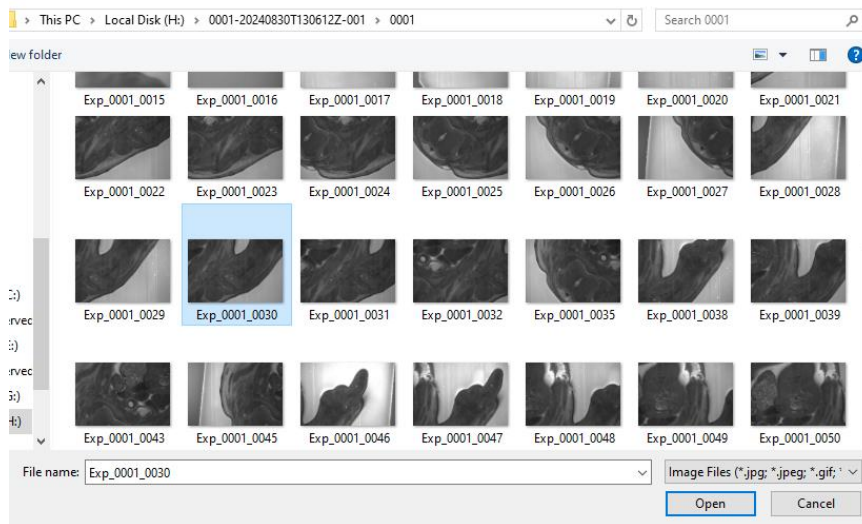 This PC > Local Disk (H:) > 0001-20240830T130612Z-001 > 0001
Search 0001
ew folder
Exp_0001_0015 Exp_0001_0016 Exp_0001_0017 Exp_0001_0018 Exp_0001_0019 Exp_0001_0020 Exp_0001_0021
Exp_0001_0022 Exp_0001_0023 Exp_0001_0024 Exp_0001_0025 Exp_0001_0026 Exp_0001_0027 Exp_0001_0028
Exp_0001_0029 Exp_0001_0030 Exp_0001_0031 Exp_0001_0032 Exp_0001_0035 Exp_0001_0038 Exp_0001_0039
:)
erved
:)
erved
:)
H:)
Exp_0001_0043 Exp_0001_0045 Exp_0001_0046 Exp_0001_0047 Exp_0001_0048 Exp_0001_0049 Exp_0001_0050
File name: Exp_0001_0030
Image Files (*.jpg; *.jpeg; *.gif; *
Open Cancel